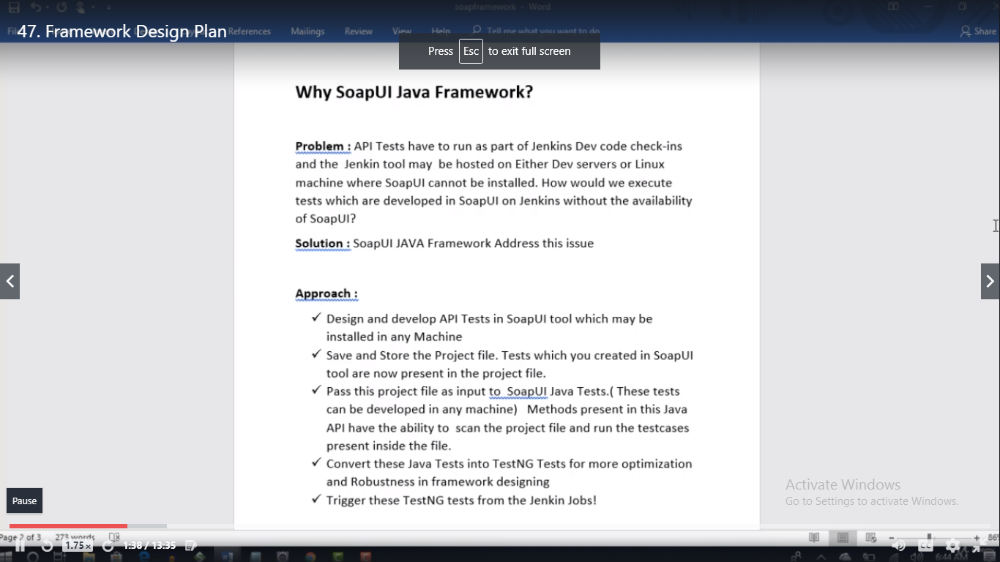 soapframework - Word
47. Framework Design Plan
References Mailings Review View Help Tell me what you want to do Share
Press Esc to exit full screen
Why SoapUI Java Framework?
Problem : API Tests have to run as part of Jenkins Dev code check-ins
and the Jenkin tool may be hosted on Either Dev servers or Linux
machine where SoapUI cannot be installed. How would we execute
tests which are developed in SoapUI on Jenkins without the availability
of SoapUI?
Solution : SoapUI JAVA Framework Address this issue
Approach :
✓ Design and develop API Tests in SoapUI tool which may be
installed in any Machine
✓ Save and Store the Project file. Tests which you created in SoapUI
tool are now present in the project file.
✓ Pass this project file as input to SoapUI Java Tests.( These tests
can be developed in any machine) Methods present in this Java
API have the ability to scan the project file and run the testcases
present inside the file.
✓ Convert these Java Tests into TestNG Tests for more optimization
and Robustness in framework designing
✓ Trigger these TestNG tests from the Jenkin Jobs!
Activate Windows
Go to Settings to activate Windows.
Pause
Page 2 of 3 273 words 86%
1.75 x 1:38 / 13:35 CC
6:44 AM